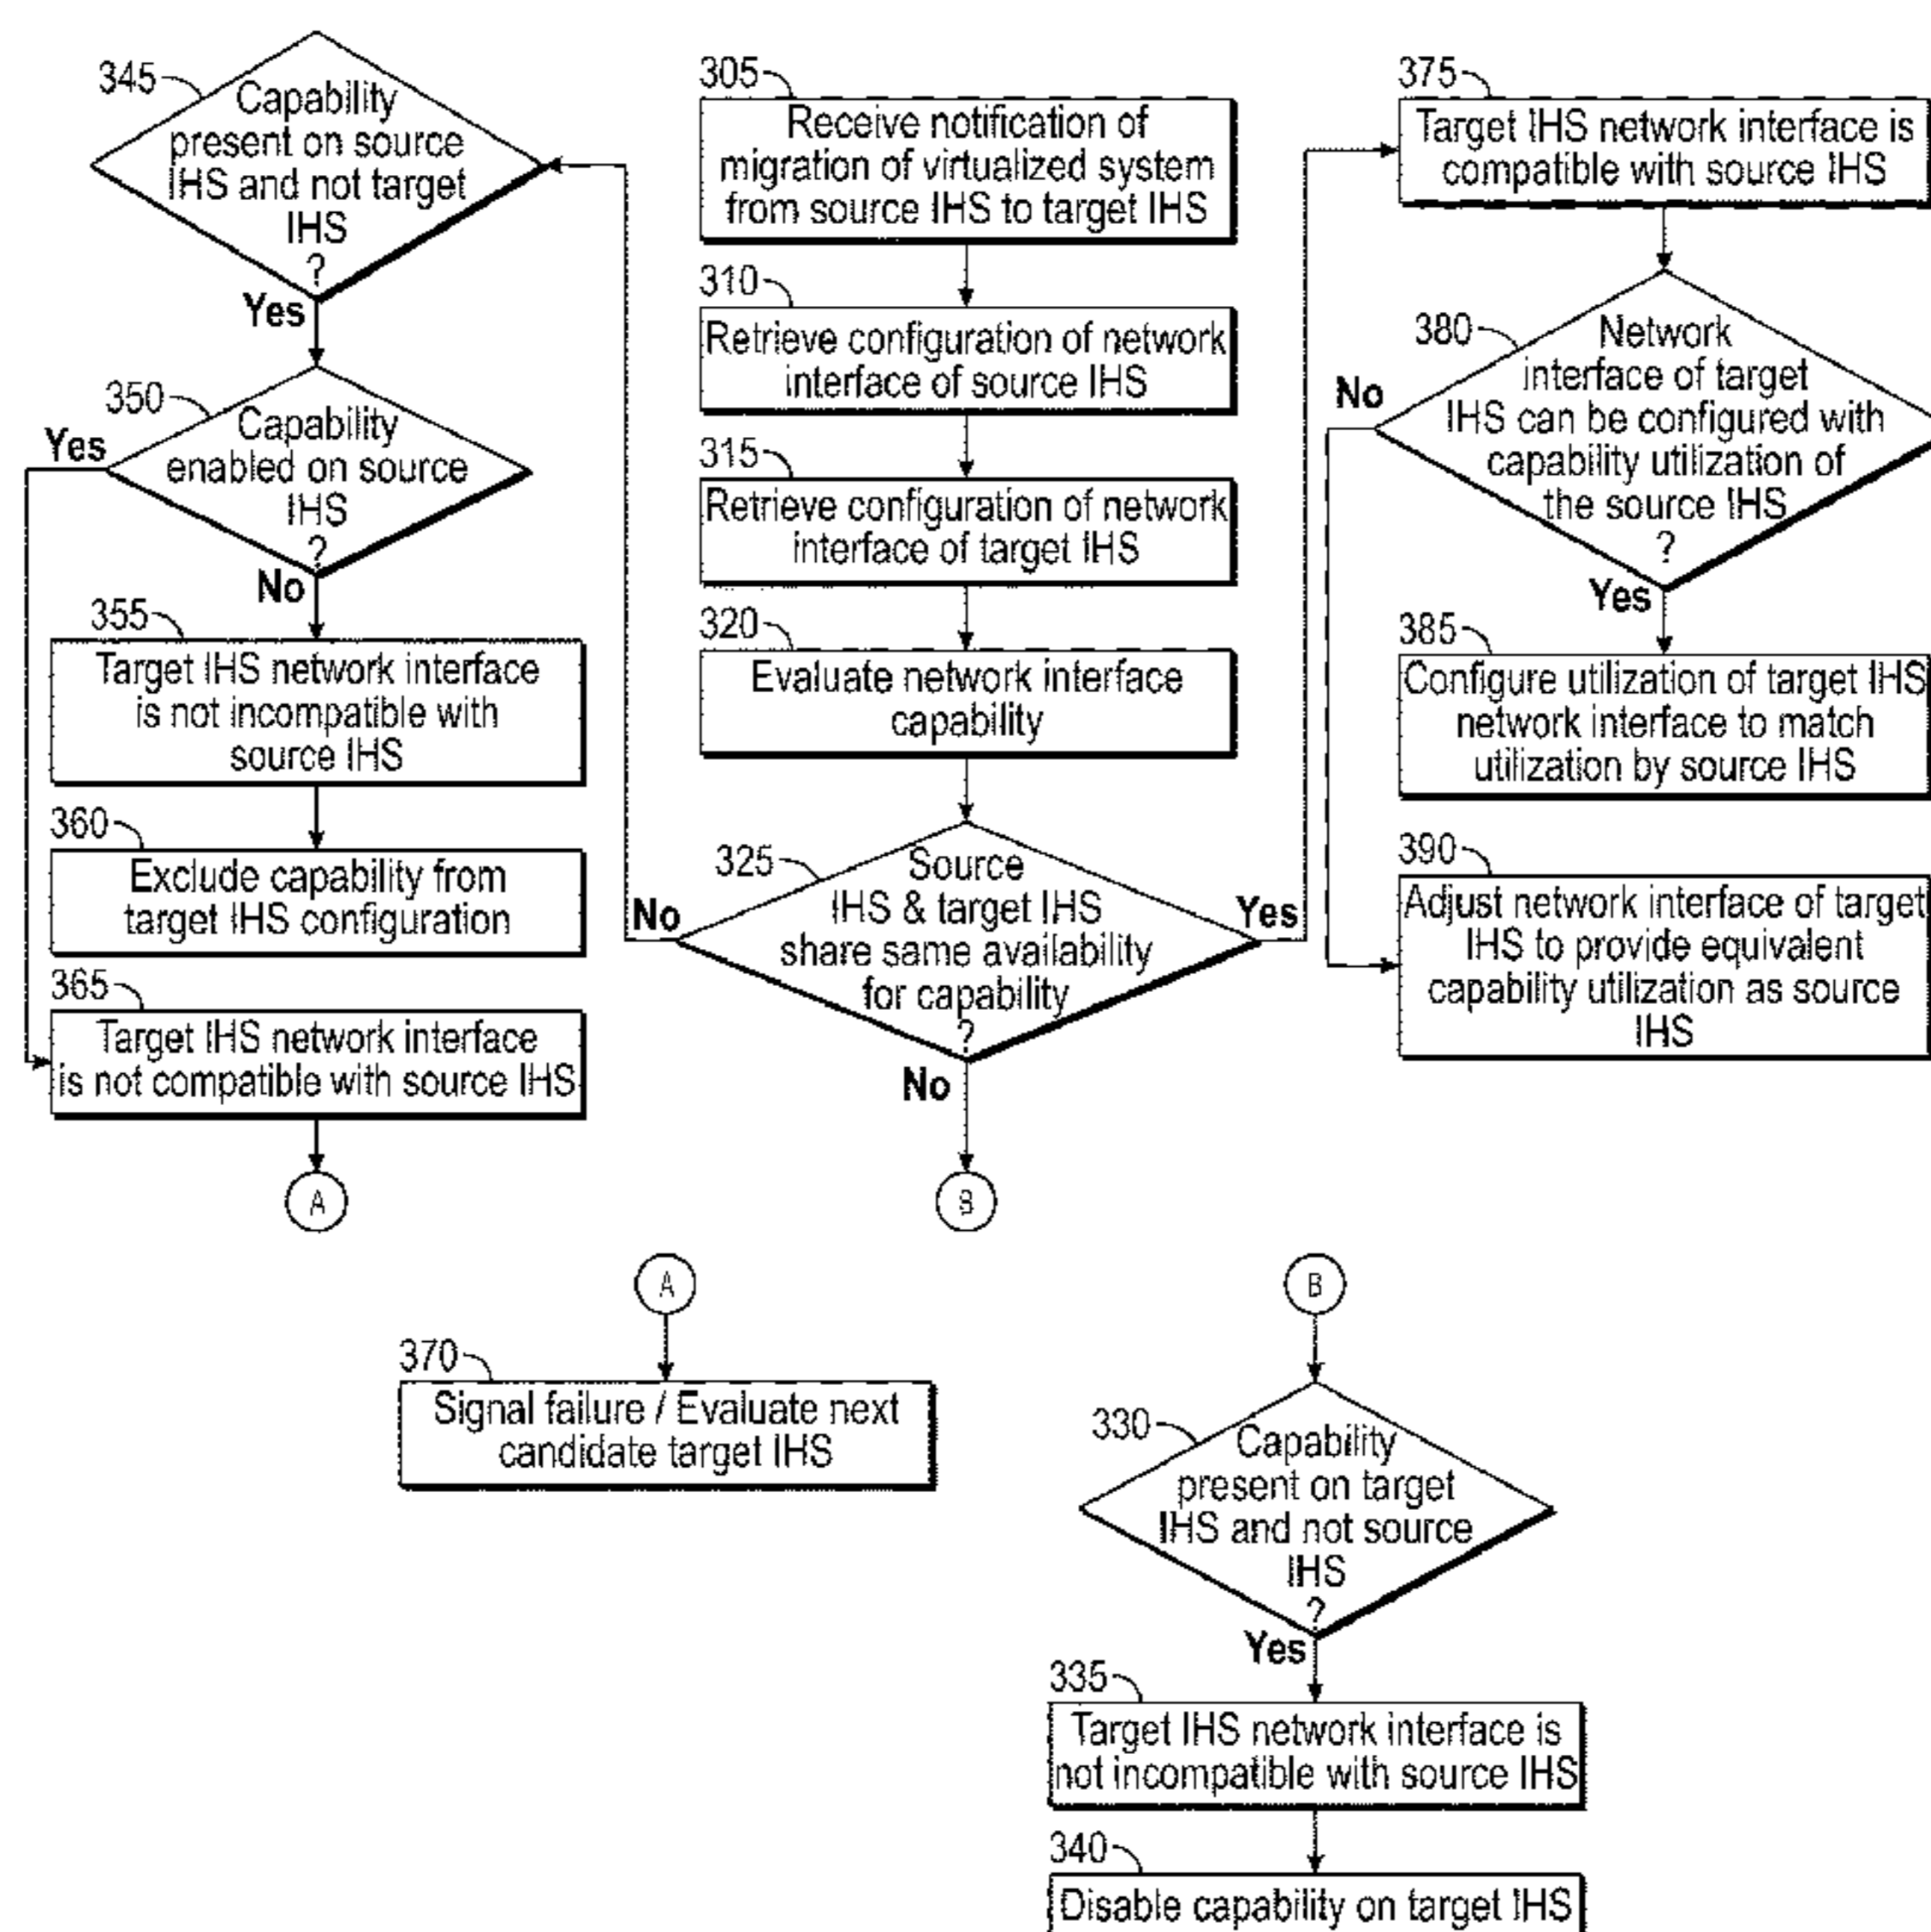 345
Capability
present on source
IHS and not target
IHS
?
Yes
350
Capability
enabled on source
IHS
?
Yes
No
355
Target IHS network interface
is not incompatible with
source IHS
360
Exclude capability from
target IHS configuration
365
Target IHS network interface
is not compatible with source IHS
A
305
Receive notification of
migration of virtualized system
from source IHS to target IHS
310
Retrieve configuration of network
interface of source IHS
315
Retrieve configuration of network
interface of target IHS
320
Evaluate network interface
capability
325
Source
IHS & target IHS
share same availability
for capability
?
No
Yes
No
B
375
Target IHS network interface is
compatible with source IHS
380
Network
interface of target
IHS can be configured with
capability utilization of
the source IHS
?
No
Yes
385
Configure utilization of target IHS
network interface to match
utilization by source IHS
390
Adjust network interface of target
IHS to provide equivalent
capability utilization as source
IHS
A
370
Signal failure / Evaluate next
candidate target IHS
B
330
Capability
present on target
IHS and not source
IHS
?
Yes
335
Target IHS network interface is
not incompatible with source IHS
340
Disable capability on target IHS